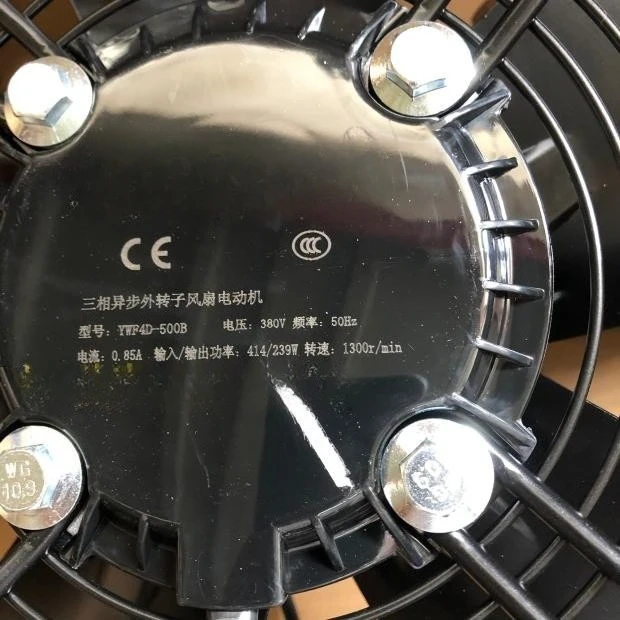 CE CCC
三相异步外转子风扇电动机
型号: YWF4D-500B 电压: 380V 频率: 50Hz
电流: 0.85A 输入/输出功率: 414/239W 转速: 1300r/min
WG
10.9